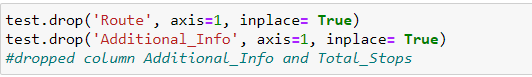 test.drop('Route', axis=1, inplace= True)
test.drop('Additional_Info', axis=1, inplace= True)
#dropped column Additional_Info and Total_Stops